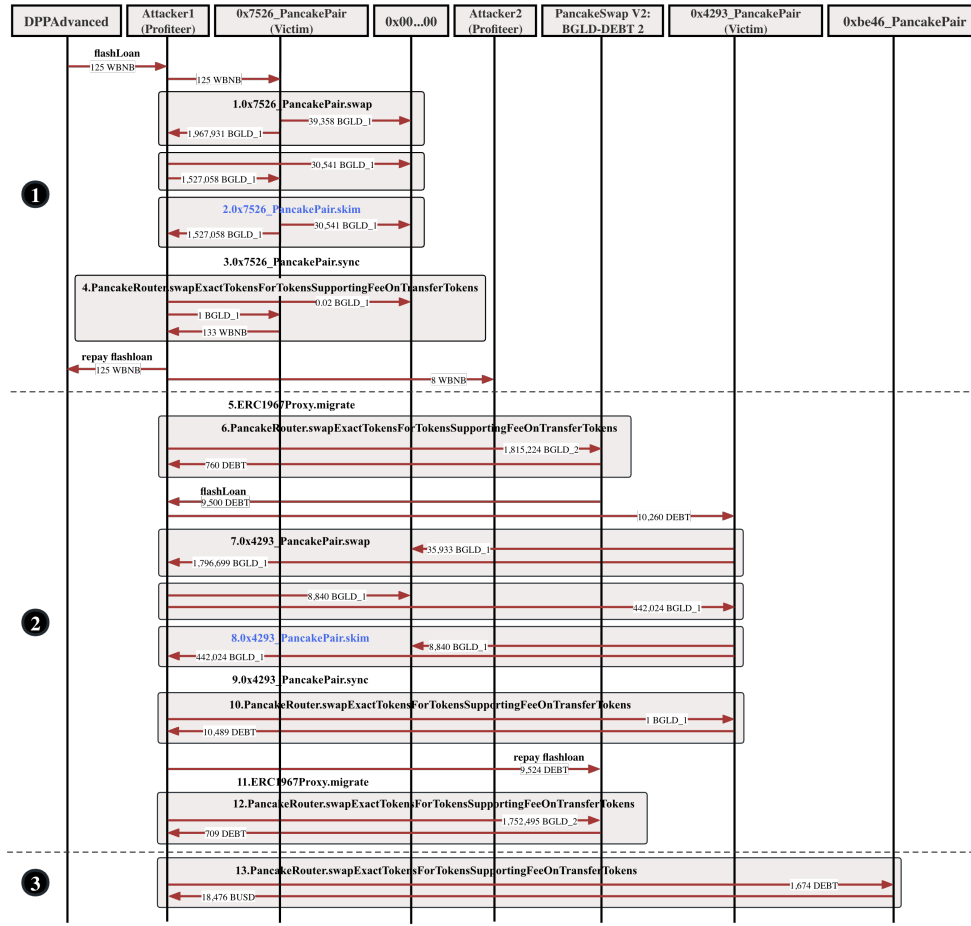 DPPAdvanced
Attacker1
(Profiteer)
0x7526_PancakePair
(Victim)
0x00...00
Attacker2
(Profiteer)
PancakeSwap V2:
BGLD-DEBT 2
0x4293_PancakePair
(Victim)
0xbe46_PancakePair
flashLoan
125 WBNB
125 WBNB
1.0x7526_PancakePair.swap
39,358 BGLD_1
1,967,931 BGLD_1
30,541 BGLD_1
1,527,058 BGLD_1
1
2.0x7526_PancakePair.skim
30,541 BGLD_1
1,527,058 BGLD_1
3.0x7526_PancakePair.sync
4.PancakeRouter.swapExactTokensForTokensSupportingFeeOnTransferTokens
0.02 BGLD_1
1 BGLD_1
133 WBNB
repay flashloan
125 WBNB
8 WBNB
5.ERC1967Proxy.migrate
6.PancakeRouter.swapExactTokensForTokensSupportingFeeOnTransferTokens
1,815,224 BGLD_2
760 DEBT
flashLoan
9,500 DEBT
10,260 DEBT
7.0x4293_PancakePair.swap
35,933 BGLD_1
1,796,699 BGLD_1
8,840 BGLD_1
442,024 BGLD_1
2
8.0x4293_PancakePair.skim
8,840 BGLD_1
442,024 BGLD_1
9.0x4293_PancakePair.sync
10.PancakeRouter.swapExactTokensForTokensSupportingFeeOnTransferTokens
1 BGLD_1
10,489 DEBT
repay flashloan
9,524 DEBT
11.ERC1967Proxy.migrate
12.PancakeRouter.swapExactTokensForTokensSupportingFeeOnTransferTokens
1,752,495 BGLD_2
709 DEBT
13.PancakeRouter.swapExactTokensForTokensSupportingFeeOnTransferTokens
3
1,674 DEBT
18,476 BUSD